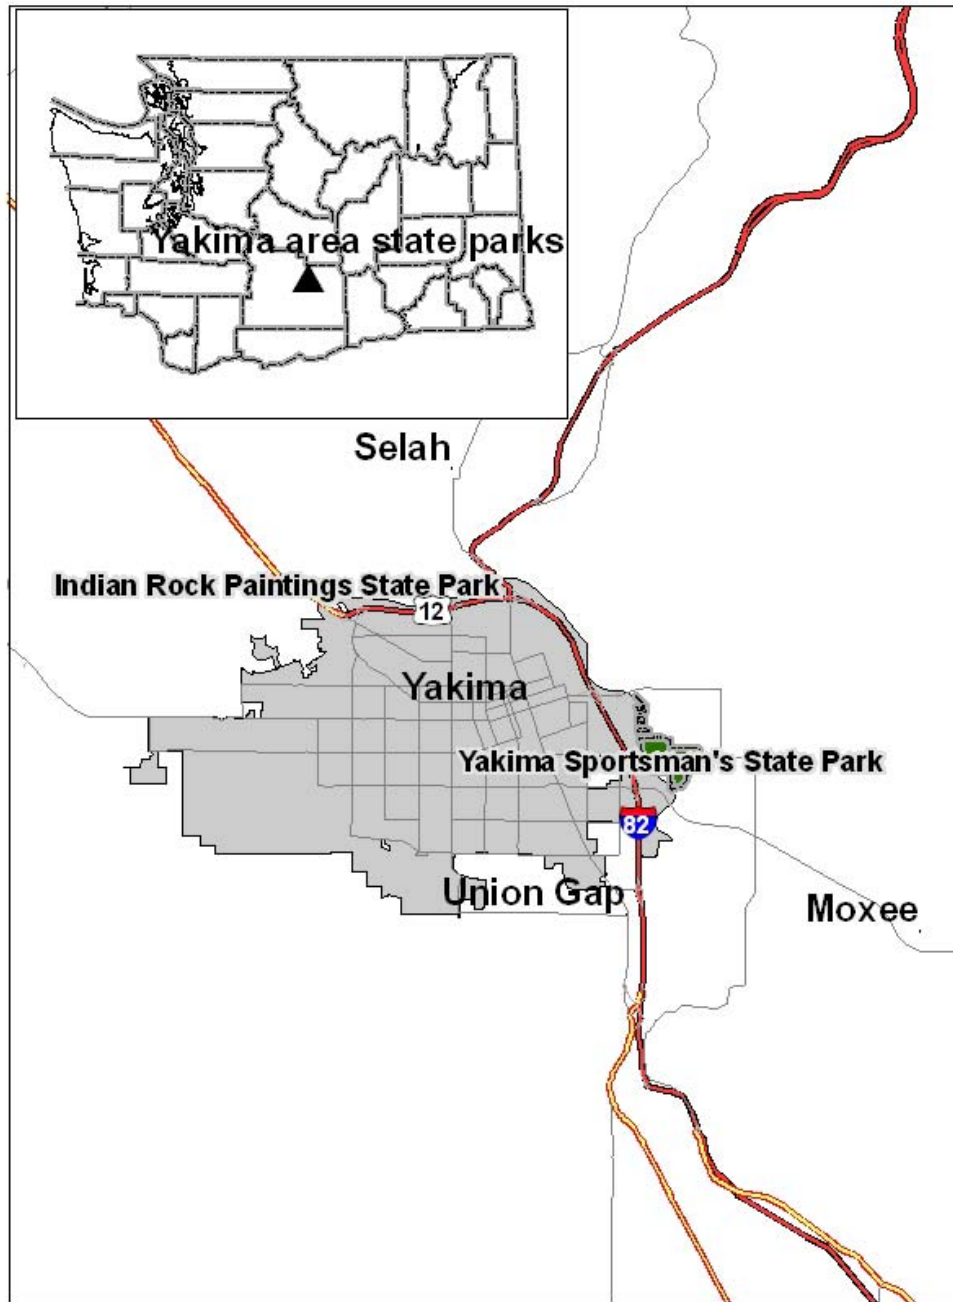 Yakima area state parks
Selah
Indian Rock Paintings State Park
12
Yakima
Yakima Sportsman's State Park
82
Union Gap
Moxee